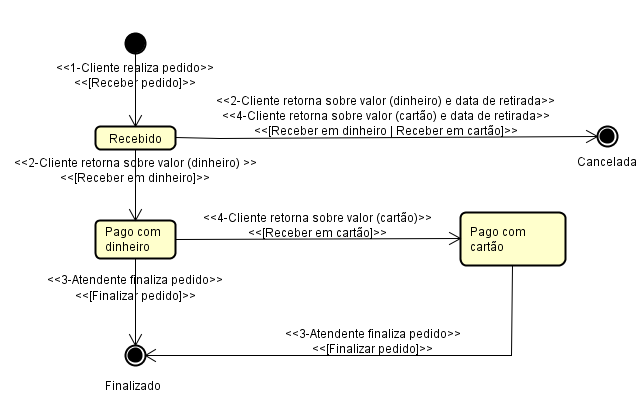 <<1-Cliente realiza pedido>>
<<[Receber pedido]>>
<<2-Cliente retorna sobre valor (dinheiro) e data de retirada>>
<<4-Cliente retorna sobre valor (cartão) e data de retirada>>
<<[Receber em dinheiro | Receber em cartão]>>
Recebido
Cancelada
<<2-Cliente retorna sobre valor (dinheiro) >>
<<[Receber em dinheiro]>>
<<4-Cliente retorna sobre valor (cartão)>>
<<[Receber em cartão]>>
Pago com
dinheiro
Pago com
cartão
<<3-Atendente finaliza pedido>>
<<[Finalizar pedido]>>
<<3-Atendente finaliza pedido>>
<<[Finalizar pedido]>>
Finalizado